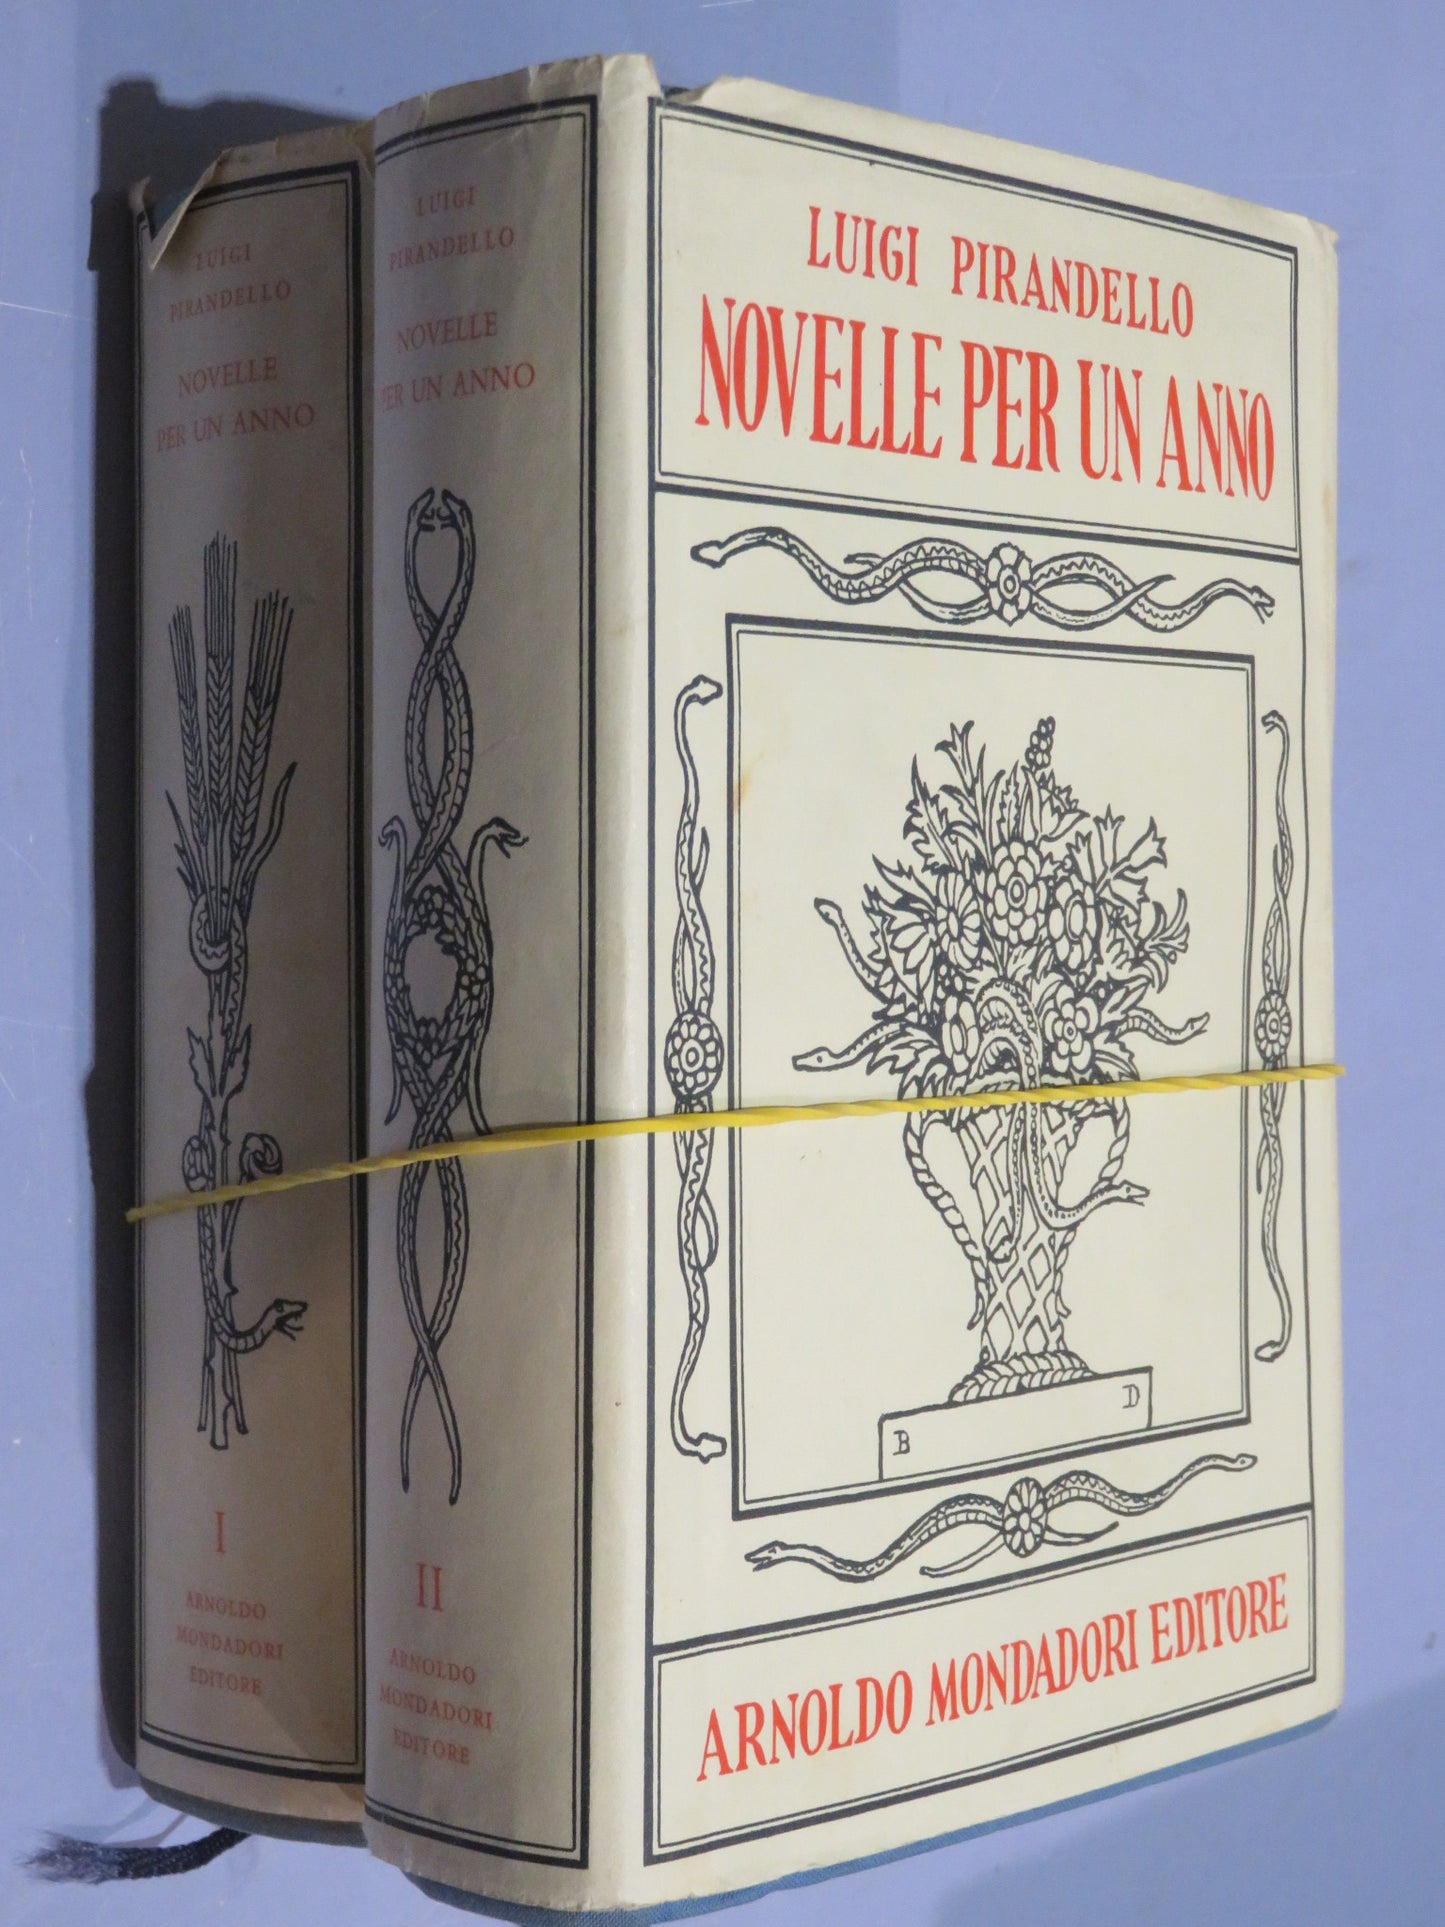 LUIGI
PIRANDELLO
NOVELLE
PER UN ANNO
I
ARNOLDO
MONDADORI
EDITORE
LUIGI
PIRANDELLO
NOVELLE
PER UN ANNO
II
ARNOLDO
MONDADORI
EDITORE
LUIGI PIRANDELLO
NOVELLE PER UN ANNO
B D
ARNOLDO MONDADORI EDITORE